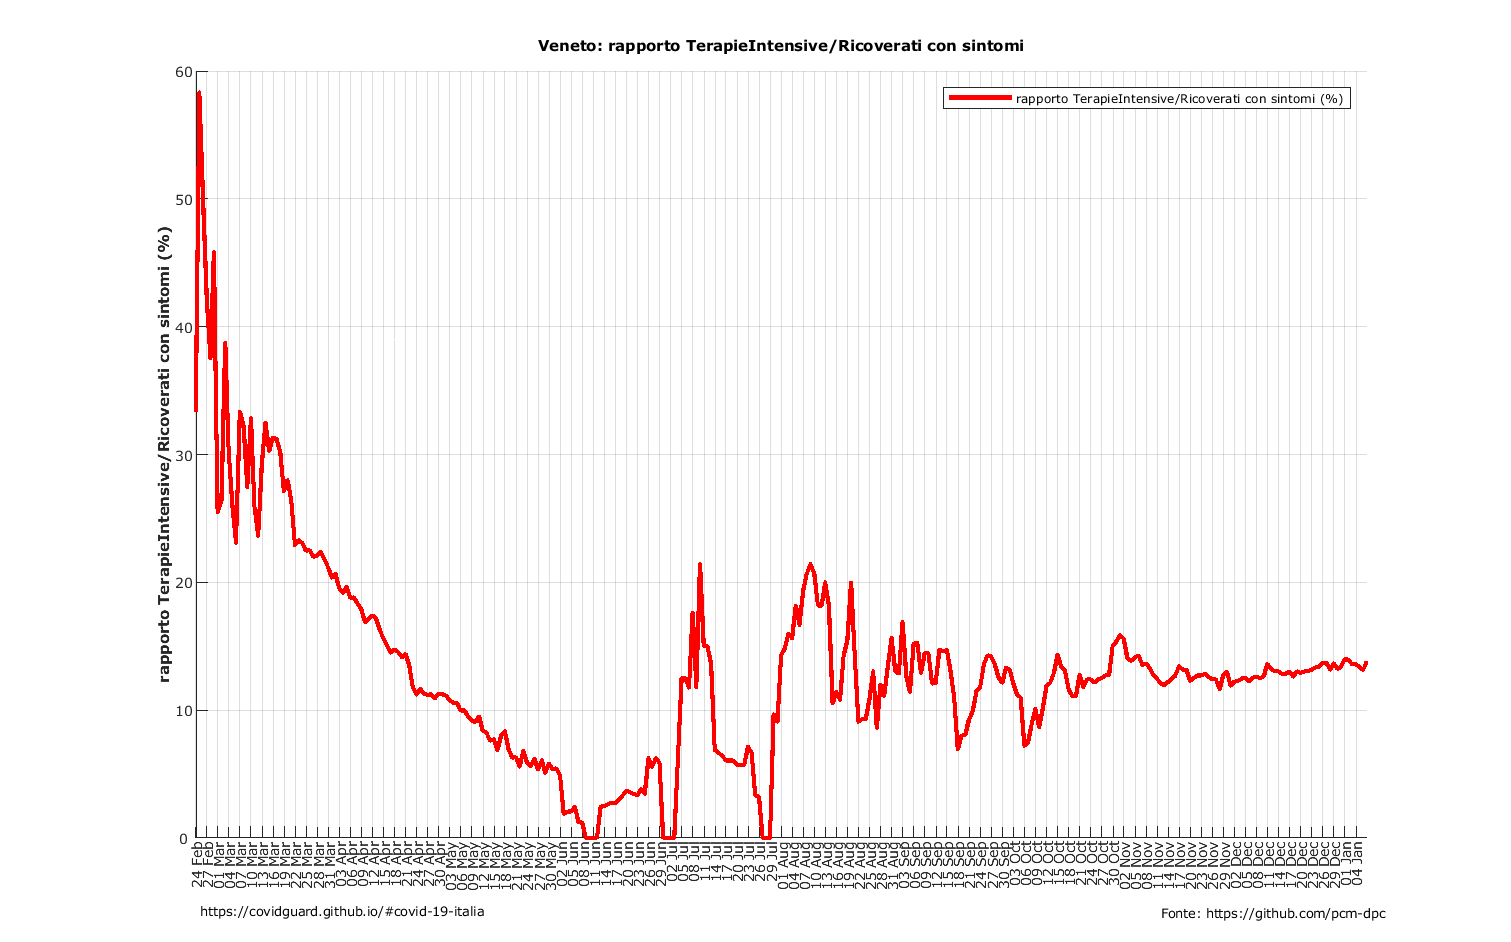 Veneto: rapporto TerapieIntensive/Ricoverati con sintomi
rapporto TerapieIntensive/Ricoverati con sintomi (%)
rapporto TerapieIntensive/Ricoverati con sintomi (%)
60
50
40
30
20
10
0
24 Feb
27 Feb
01 Mar
04 Mar
07 Mar
10 Mar
13 Mar
16 Mar
19 Mar
22 Mar
25 Mar
28 Mar
31 Mar
03 Apr
06 Apr
09 Apr
12 Apr
15 Apr
18 Apr
21 Apr
24 Apr
27 Apr
30 Apr
03 May
06 May
09 May
12 May
15 May
18 May
21 May
24 May
27 May
30 May
02 Jun
05 Jun
08 Jun
11 Jun
14 Jun
17 Jun
20 Jun
23 Jun
26 Jun
29 Jun
02 Jul
05 Jul
08 Jul
11 Jul
14 Jul
17 Jul
20 Jul
23 Jul
26 Jul
29 Jul
01 Aug
04 Aug
07 Aug
10 Aug
13 Aug
16 Aug
19 Aug
22 Aug
25 Aug
28 Aug
31 Aug
03 Sep
06 Sep
09 Sep
12 Sep
15 Sep
18 Sep
21 Sep
24 Sep
27 Sep
30 Sep
03 Oct
06 Oct
09 Oct
12 Oct
15 Oct
18 Oct
21 Oct
24 Oct
27 Oct
30 Oct
02 Nov
05 Nov
08 Nov
11 Nov
14 Nov
17 Nov
20 Nov
23 Nov
26 Nov
29 Nov
02 Dec
05 Dec
08 Dec
11 Dec
14 Dec
17 Dec
20 Dec
23 Dec
26 Dec
29 Dec
01 Jan
04 Jan
https://covidguard.github.io/#covid-19-italia
Fonte: https://github.com/pcm-dpc